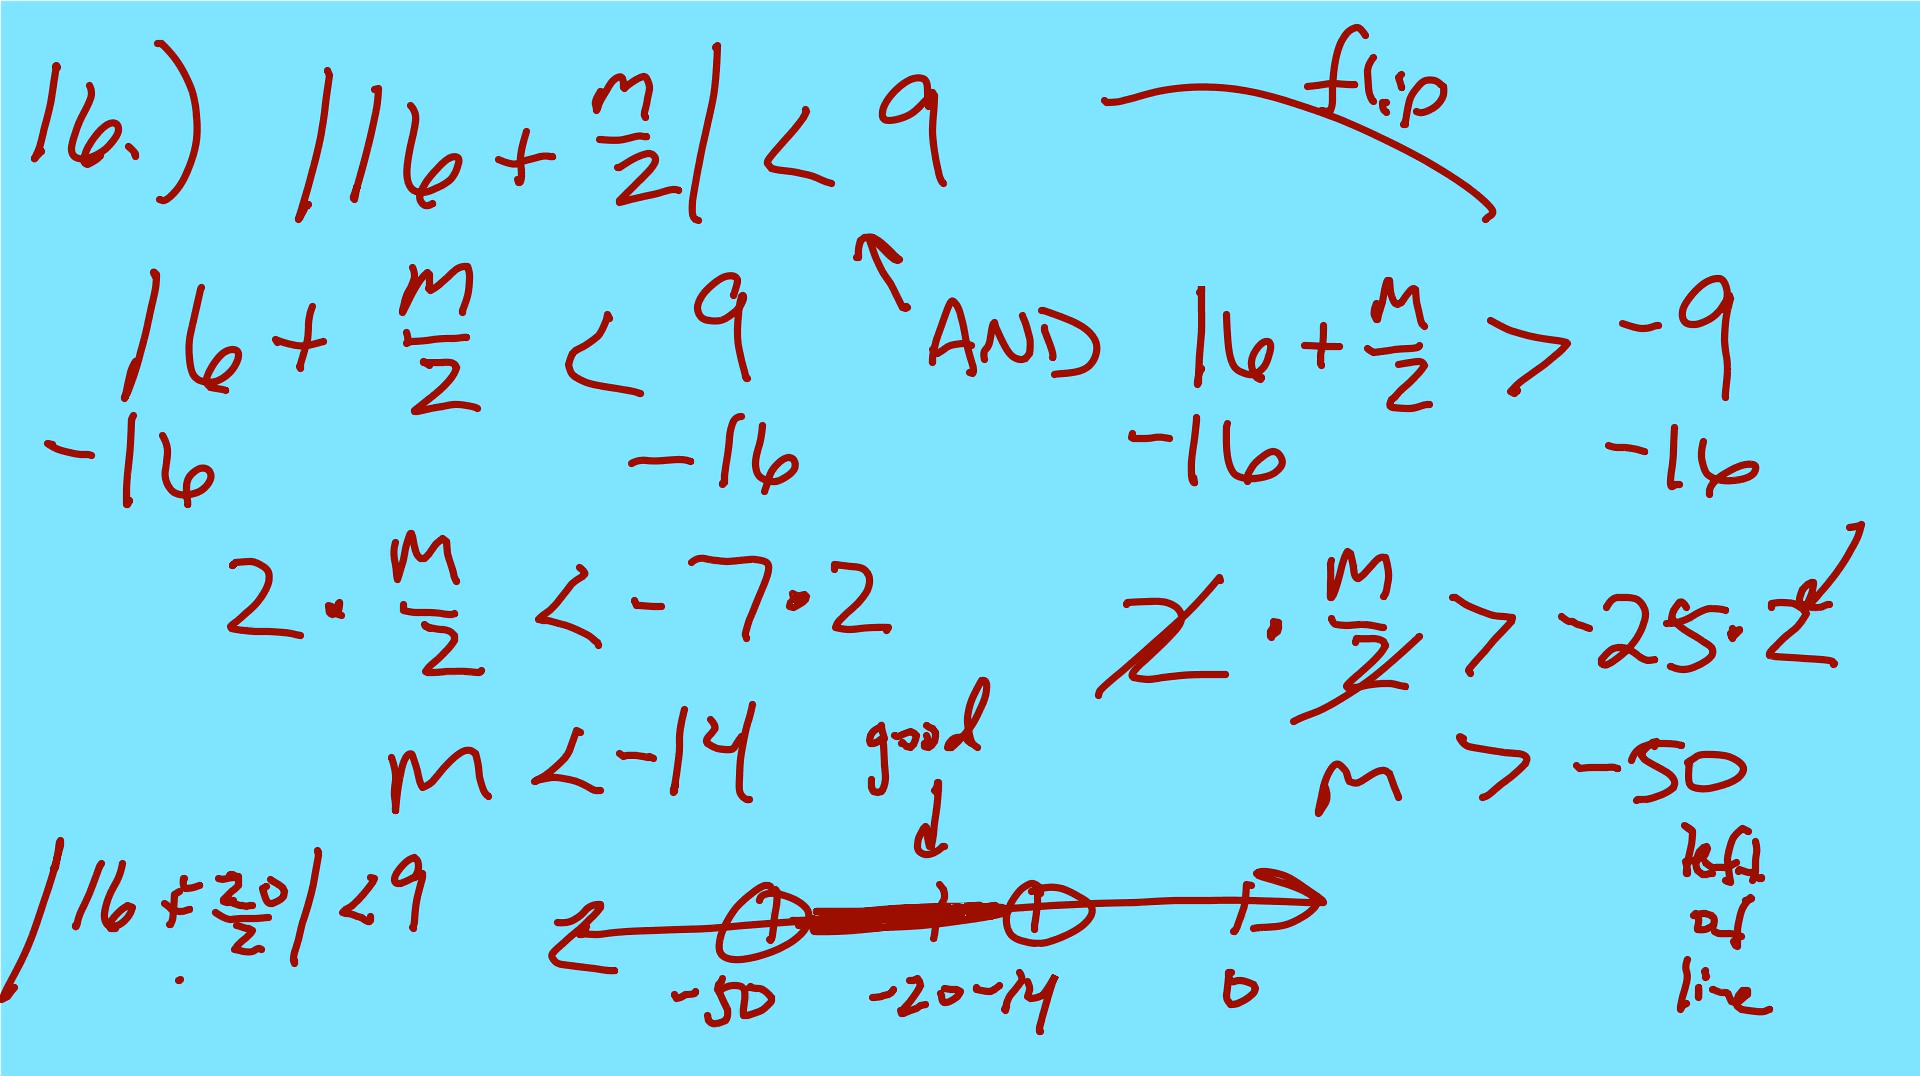 16.) |16 + m/2| < 9 flip
16 + m/2 < 9 AND 16 + m/2 > -9
-16 -16 -16 -16
2 · m/2 < -7 · 2 2 · m/2 > -25 · 2
m < -14 good m > -50
|16 + -20/2| < 9 left
of
line
-50 -20 -14 0